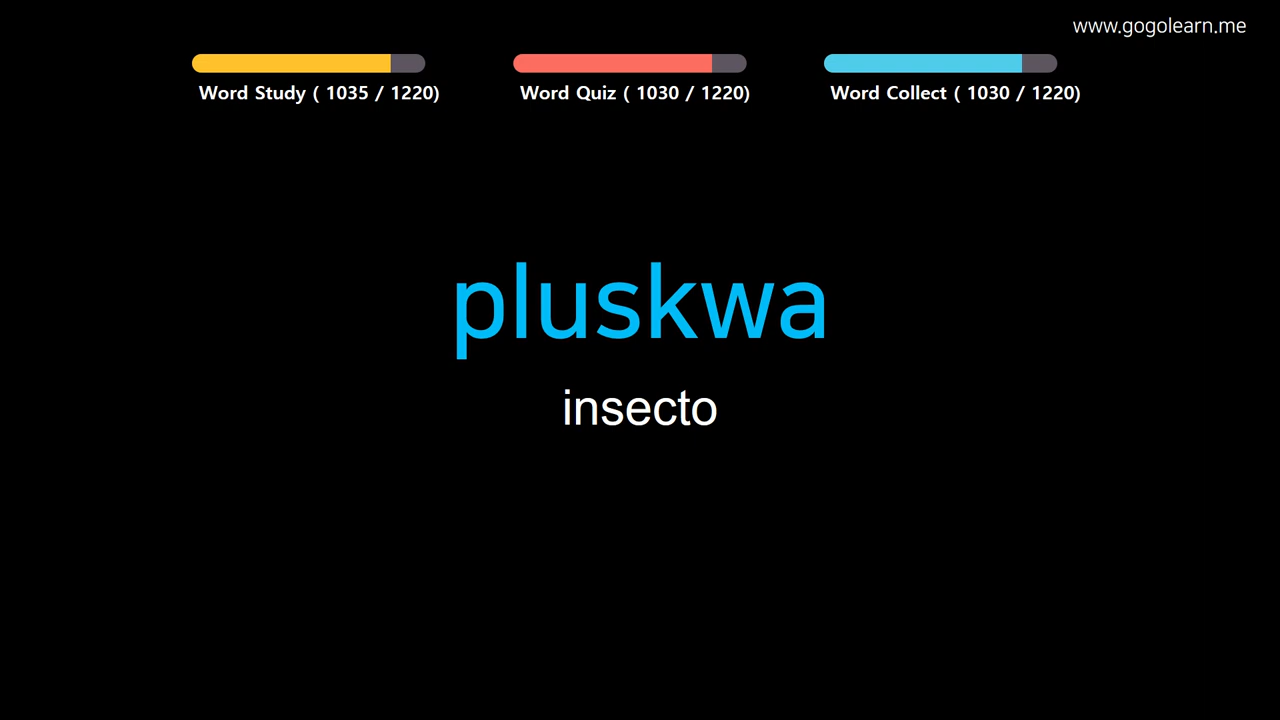 www.gogolearn.me
Word Study ( 1035 / 1220)
Word Quiz ( 1030 / 1220)
Word Collect ( 1030 / 1220)
pluskwa
insecto